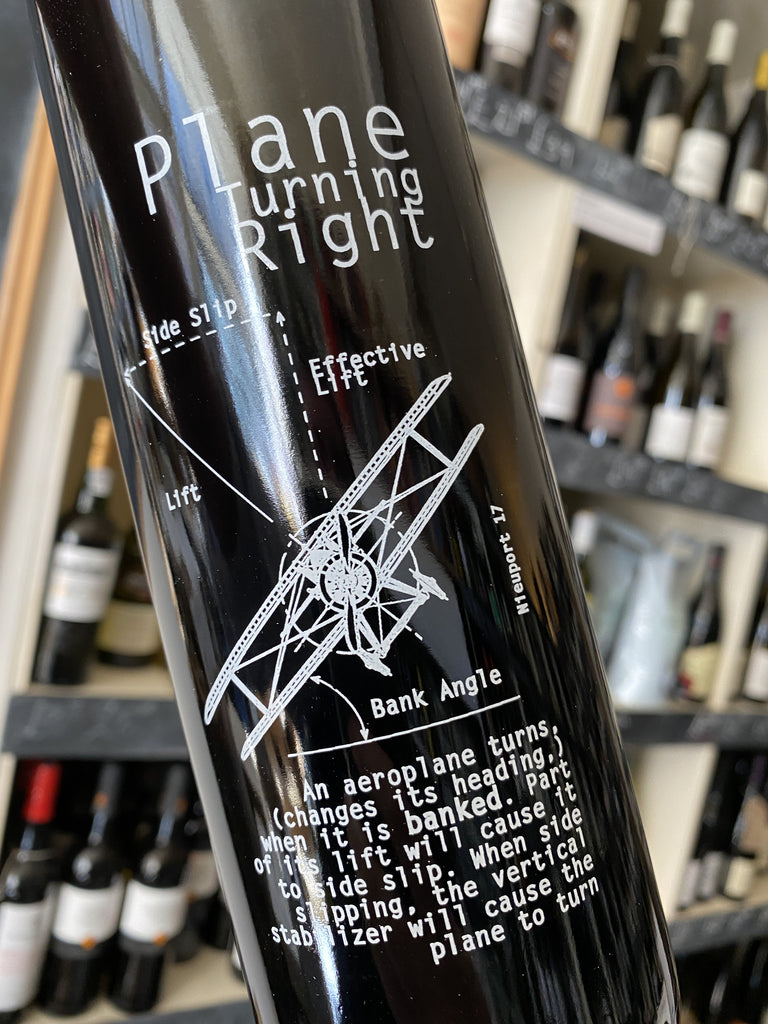 Plane
Turning
Right
Side Slip
Effective
Lift
Lift
Nieuport 17
Bank Angle
An aeroplane turns,
(changes its heading,)
when it is banked. Part
of its lift will cause it
to side slip. When side
slipping, the vertical
stabilizer will cause the
plane to turn